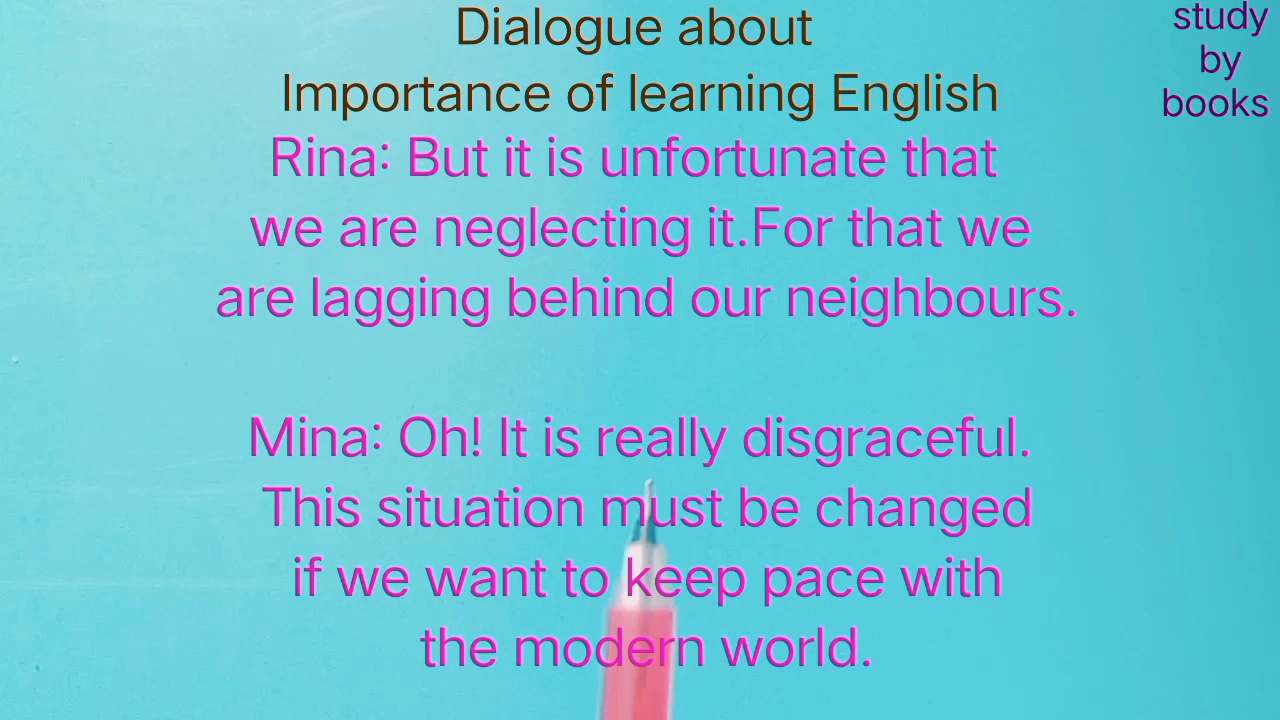 Dialogue about
Importance of learning English
study
by
books
Rina: But it is unfortunate that
we are neglecting it.For that we
are lagging behind our neighbours.
Mina: Oh! It is really disgraceful.
This situation must be changed
if we want to keep pace with
the modern world.